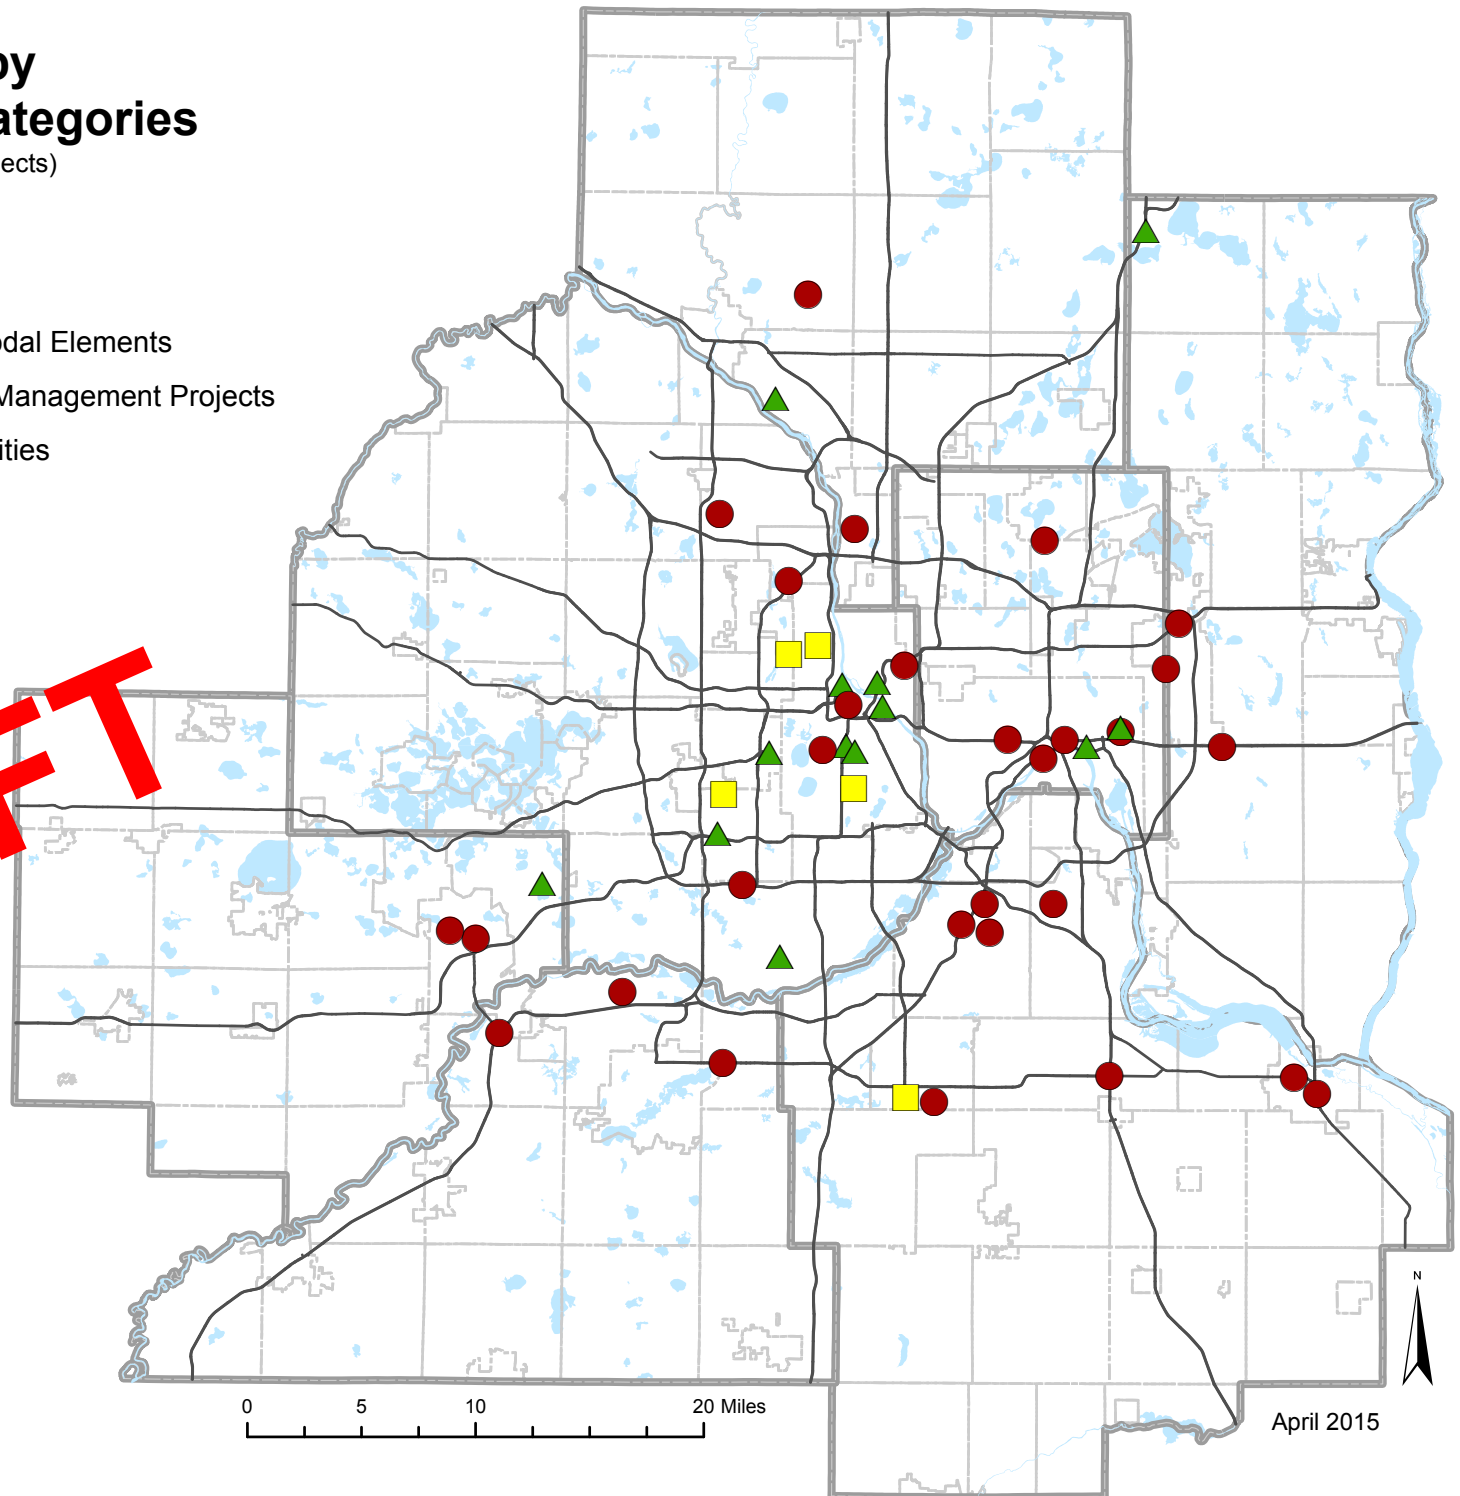 by
ategories
ects)
odal Elements
Management Projects
ities
FT
0 5 10 20 Miles
N
April 2015